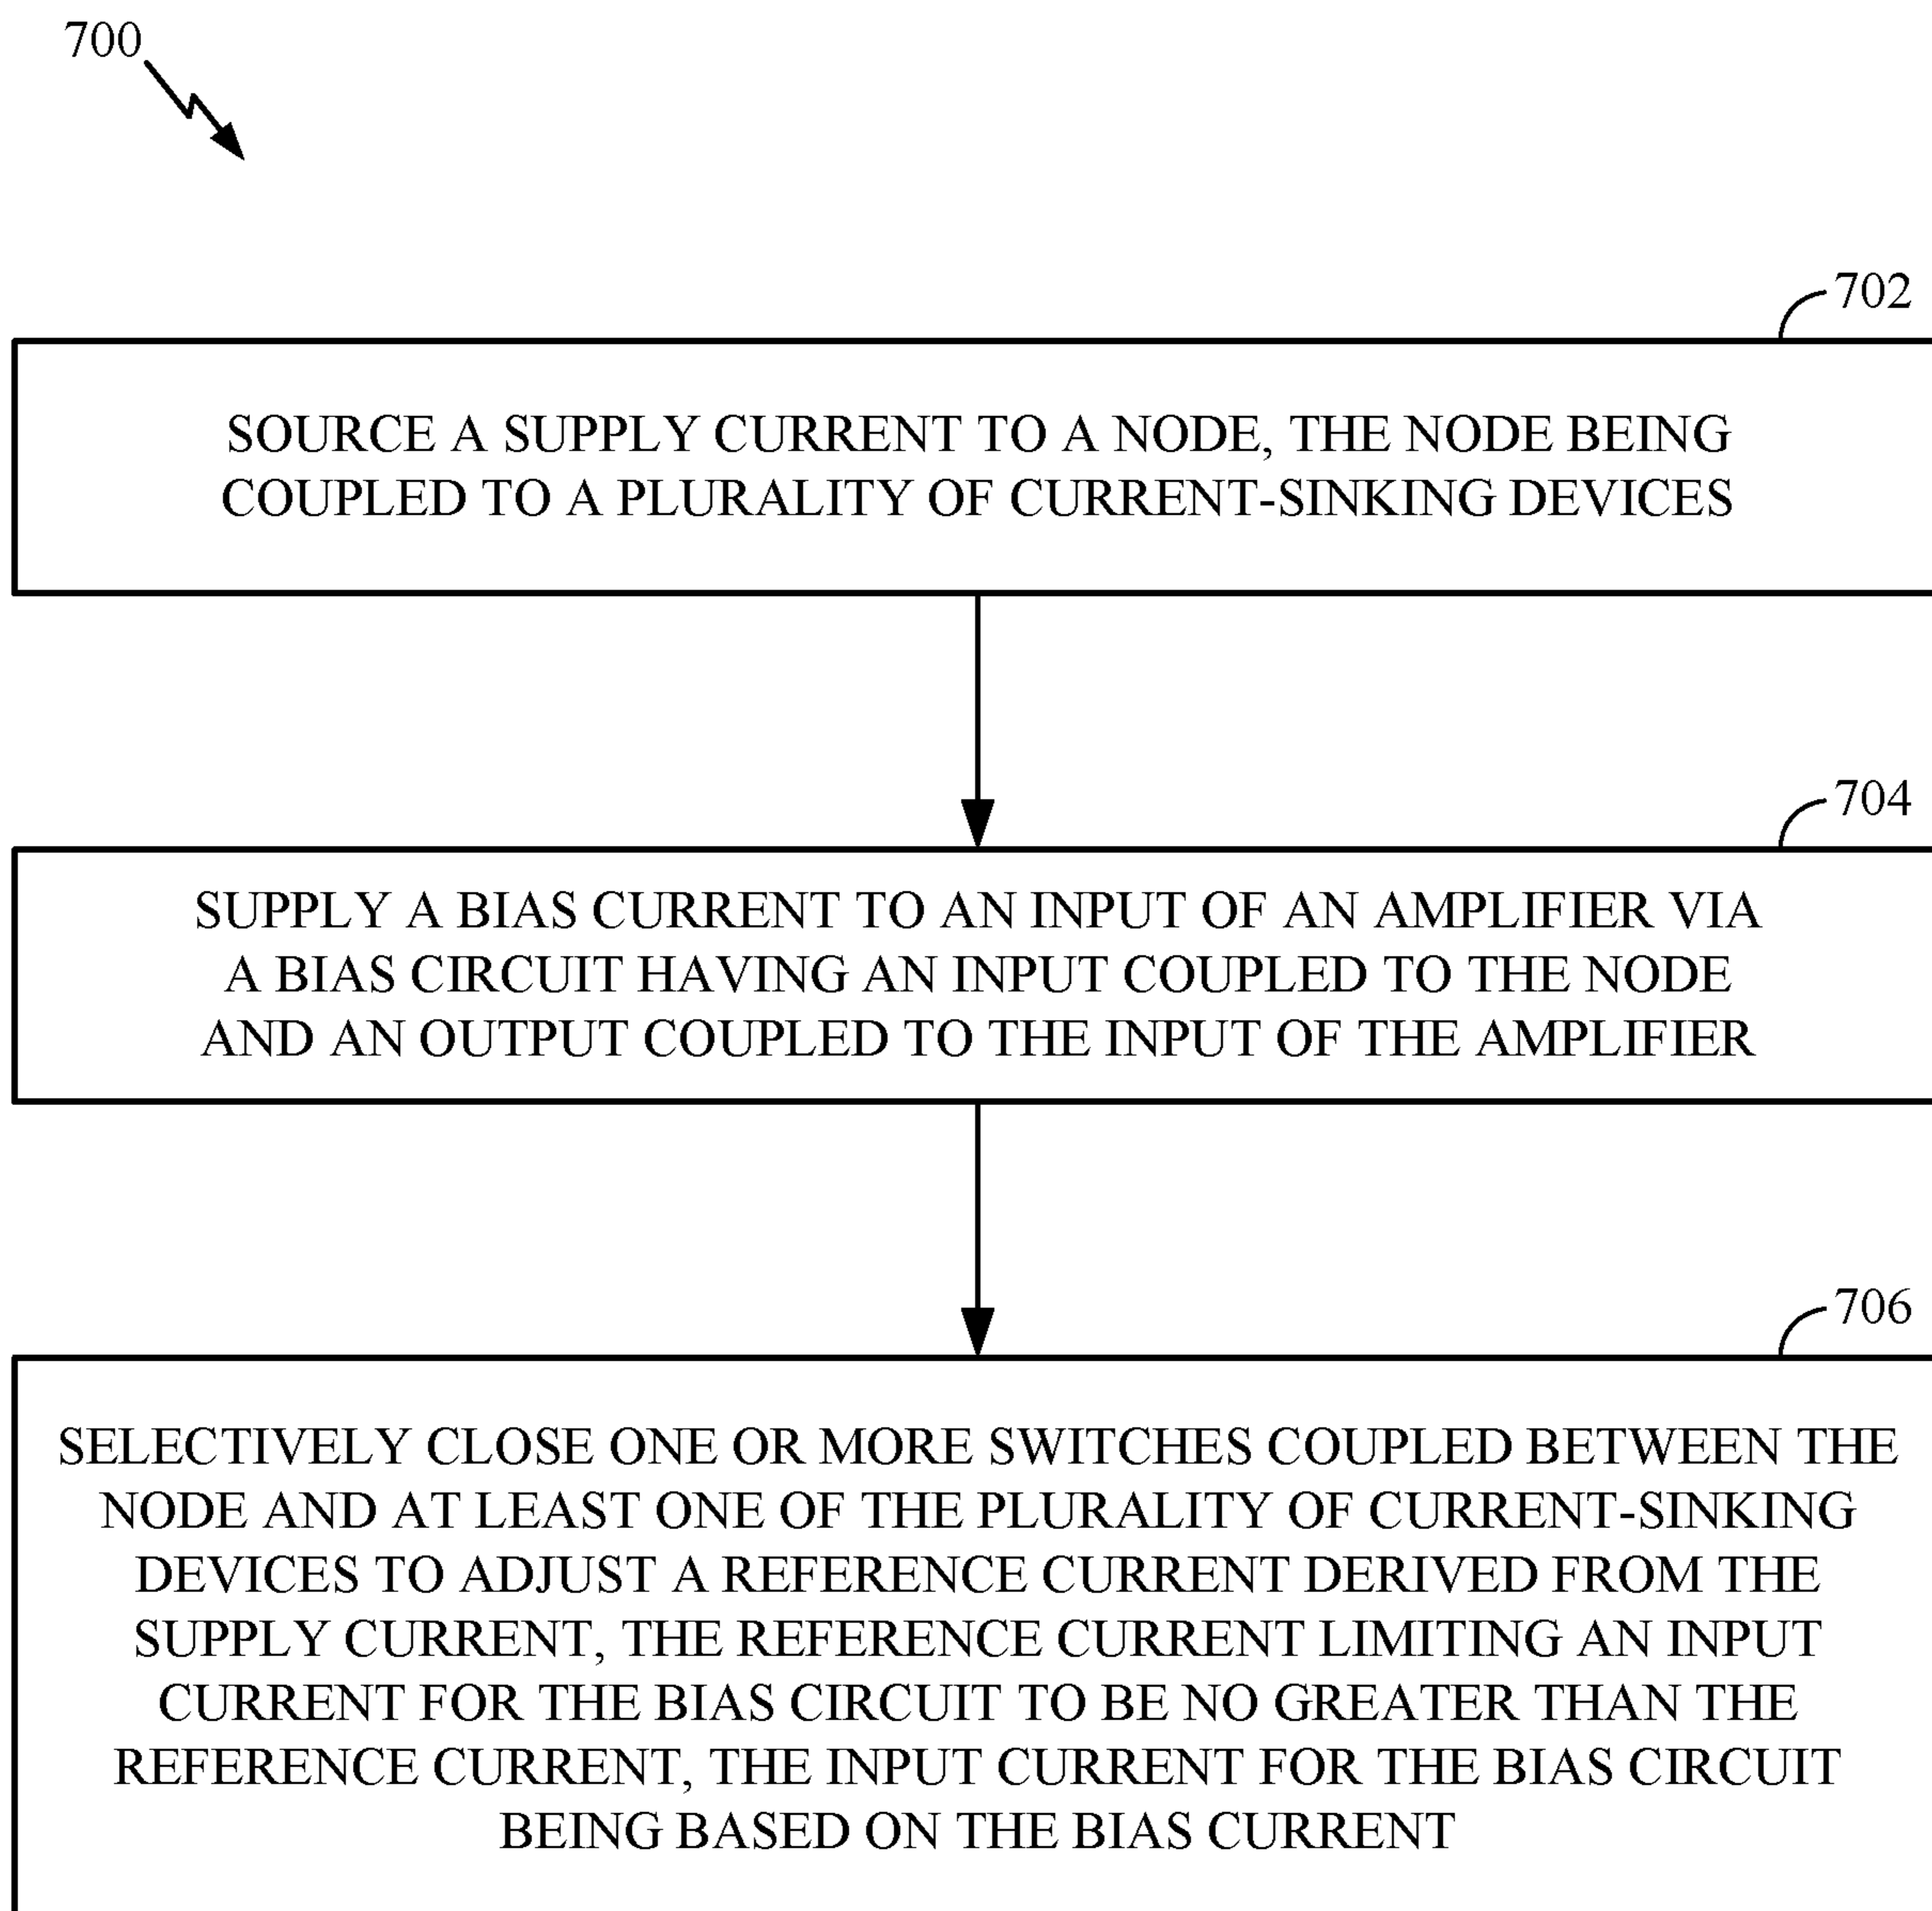 700
702
SOURCE A SUPPLY CURRENT TO A NODE, THE NODE BEING
COUPLED TO A PLURALITY OF CURRENT-SINKING DEVICES
704
SUPPLY A BIAS CURRENT TO AN INPUT OF AN AMPLIFIER VIA
A BIAS CIRCUIT HAVING AN INPUT COUPLED TO THE NODE
AND AN OUTPUT COUPLED TO THE INPUT OF THE AMPLIFIER
706
SELECTIVELY CLOSE ONE OR MORE SWITCHES COUPLED BETWEEN THE
NODE AND AT LEAST ONE OF THE PLURALITY OF CURRENT-SINKING
DEVICES TO ADJUST A REFERENCE CURRENT DERIVED FROM THE
SUPPLY CURRENT, THE REFERENCE CURRENT LIMITING AN INPUT
CURRENT FOR THE BIAS CIRCUIT TO BE NO GREATER THAN THE
REFERENCE CURRENT, THE INPUT CURRENT FOR THE BIAS CIRCUIT
BEING BASED ON THE BIAS CURRENT